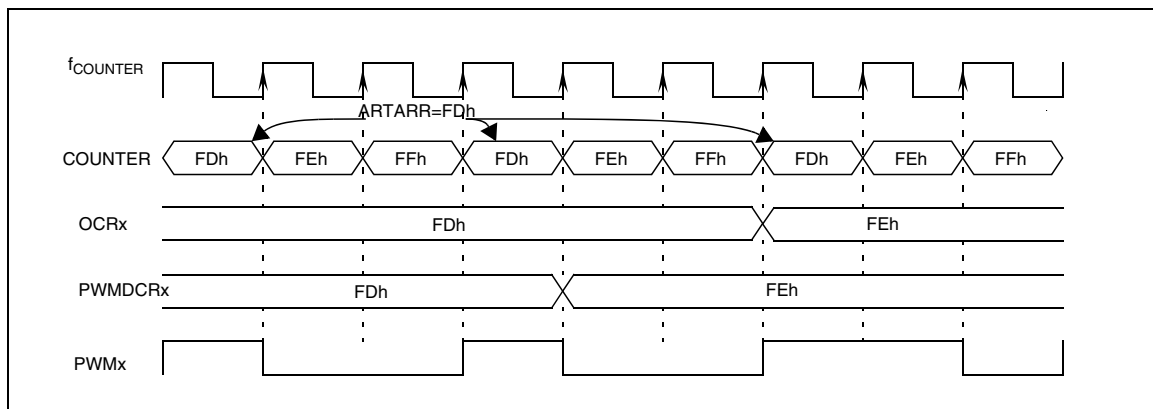 fCOUNTER
ARTARR=FDh
COUNTER FDh FEh FFh FDh FEh FFh FDh FEh FFh
OCRx FDh FEh
PWMDCRx FDh FEh
PWMx